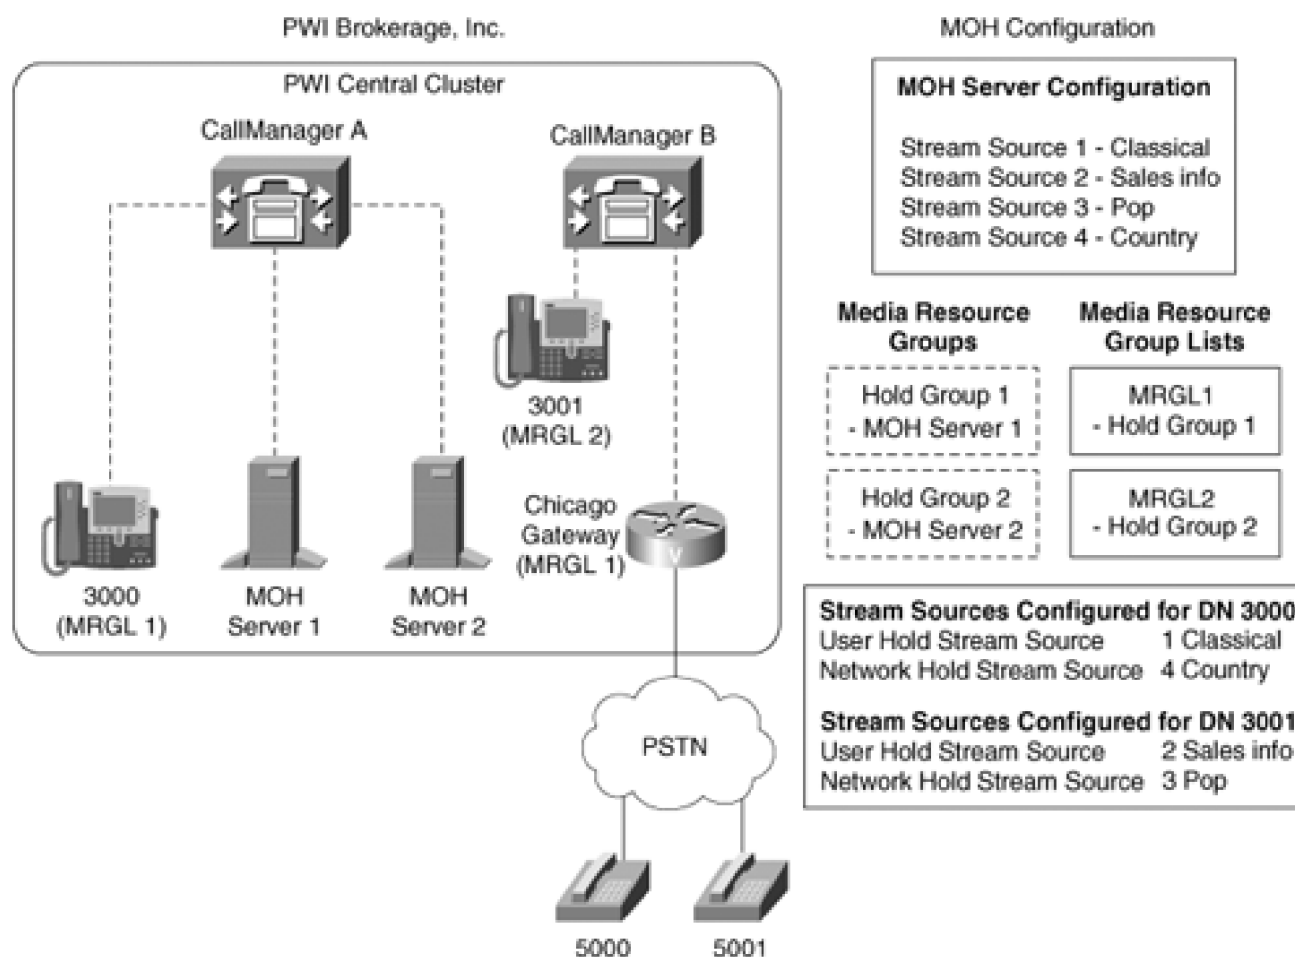 PWI Brokerage, Inc.
PWI Central Cluster
CallManager A
CallManager B
3001
(MRGL 2)
3000
(MRGL 1)
MOH
Server 1
MOH
Server 2
Chicago
Gateway
(MRGL 1)
V
PSTN
5000
5001
MOH Configuration
MOH Server Configuration
Stream Source 1 - Classical
Stream Source 2 - Sales info
Stream Source 3 - Pop
Stream Source 4 - Country
Media Resource
Groups
Hold Group 1
- MOH Server 1
Hold Group 2
- MOH Server 2
Media Resource
Group Lists
MRGL1
- Hold Group 1
MRGL2
- Hold Group 2
Stream Sources Configured for DN 3000
User Hold Stream Source 1 Classical
Network Hold Stream Source 4 Country
Stream Sources Configured for DN 3001
User Hold Stream Source 2 Sales info
Network Hold Stream Source 3 Pop